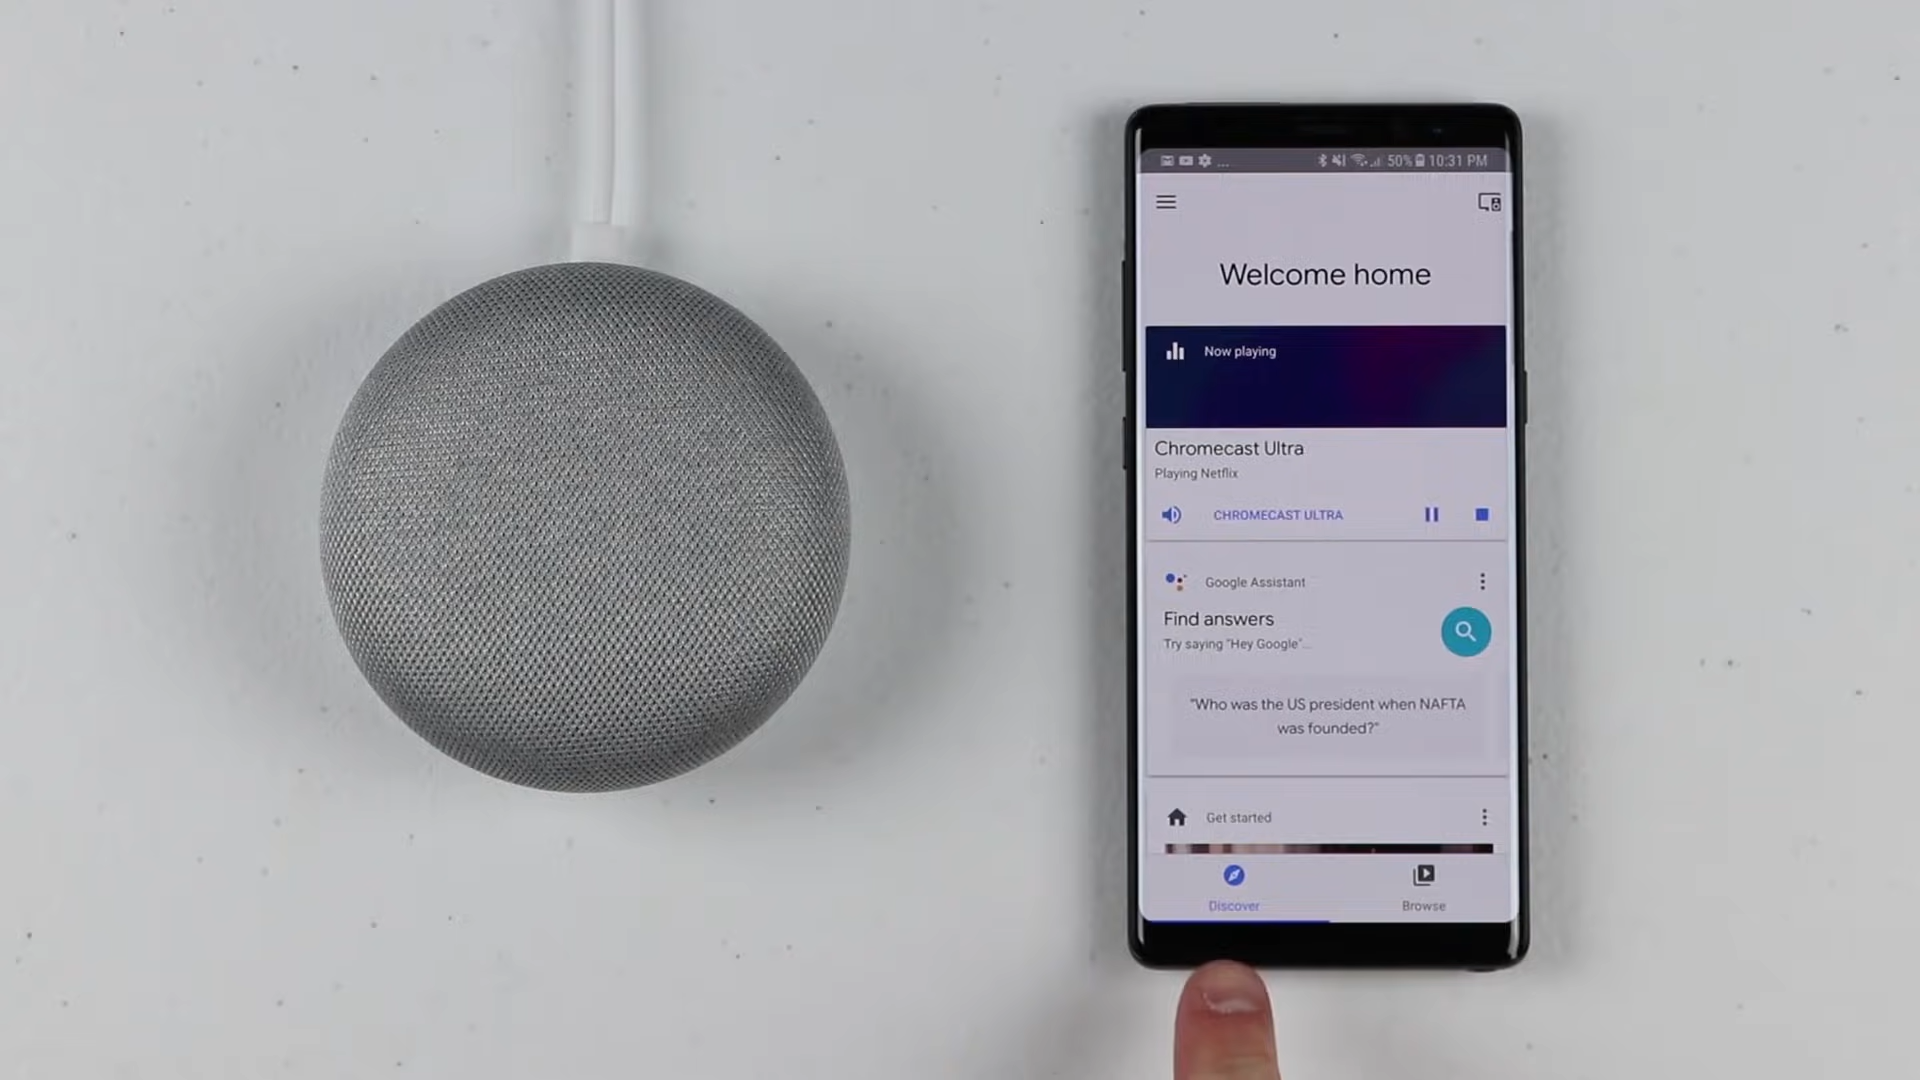 ... 50% 10:31 PM
Welcome home
Now playing
Chromecast Ultra
Playing Netflix
CHROMECAST ULTRA
Google Assistant
Find answers
Try saying "Hey Google"...
"Who was the US president when NAFTA
was founded?"
Get started
Discover Browse